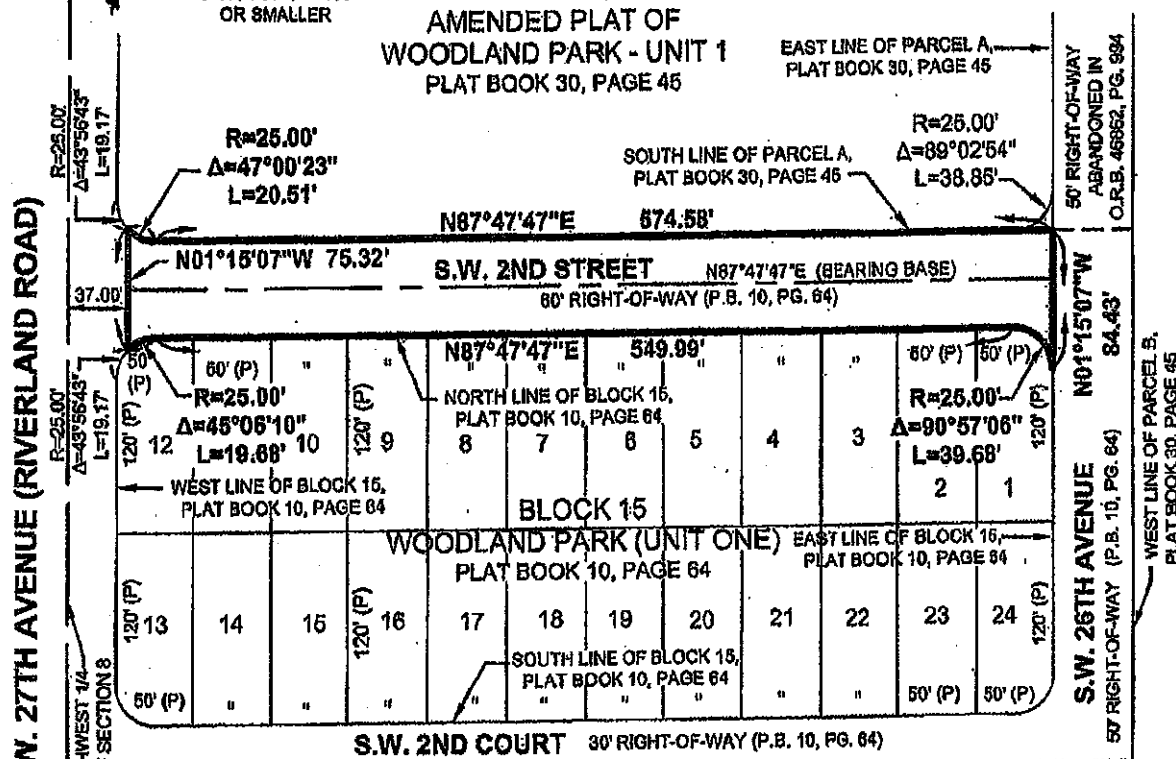 OR SMALLER
AMENDED PLAT OF
WOODLAND PARK - UNIT 1
PLAT BOOK 30, PAGE 45
EAST LINE OF PARCEL A,
PLAT BOOK 30, PAGE 45
50' RIGHT-OF-WAY
ABANDONED IN
O.R.B. 46862, PG. 934
R=25.00'
Δ=43°56'43"
L=19.17'
R=25.00'
Δ=47°00'23"
L=20.51'
SOUTH LINE OF PARCEL A,
PLAT BOOK 30, PAGE 45
R=25.00'
Δ=89°02'54"
L=38.85'
N87°47'47"E 574.58'
N01°15'07"W 75.32'
S.W. 2ND STREET
N87°47'47"E (BEARING BASE)
60' RIGHT-OF-WAY (P.B. 10, PG. 64)
37.00'
N87°47'47"E 549.99'
50'
(P)
60' (P)
"
"
"
"
"
"
"
"
60' (P)
50' (P)
NORTH LINE OF BLOCK 15,
PLAT BOOK 10, PAGE 64
R=25.00'
Δ=43°56'43"
L=19.17'
R=25.00'
Δ=45°06'10"
L=19.68'
R=25.00'
Δ=90°57'06"
L=39.68'
120' (P)
12
10
120' (P)
9
8
7
6
5
4
3
2
1
120' (P)
WEST LINE OF BLOCK 15,
PLAT BOOK 10, PAGE 64
BLOCK 15
WOODLAND PARK (UNIT ONE)
PLAT BOOK 10, PAGE 64
EAST LINE OF BLOCK 15,
PLAT BOOK 10, PAGE 64
120' (P)
13
14
15
120' (P)
16
17
18
19
20
21
22
23
24
120' (P)
SOUTH LINE OF BLOCK 15,
PLAT BOOK 10, PAGE 64
50' (P)
"
"
"
"
"
"
"
"
"
50' (P)
50' (P)
S.W. 2ND COURT 30' RIGHT-OF-WAY (P.B. 10, PG. 64)
W. 27TH AVENUE (RIVERLAND ROAD)
HWEST 1/4
SECTION 8
N01°15'07"W 84.43'
S.W. 26TH AVENUE
50' RIGHT-OF-WAY (P.B. 10, PG. 64)
WEST LINE OF PARCEL B,
PLAT BOOK 30, PAGE 45